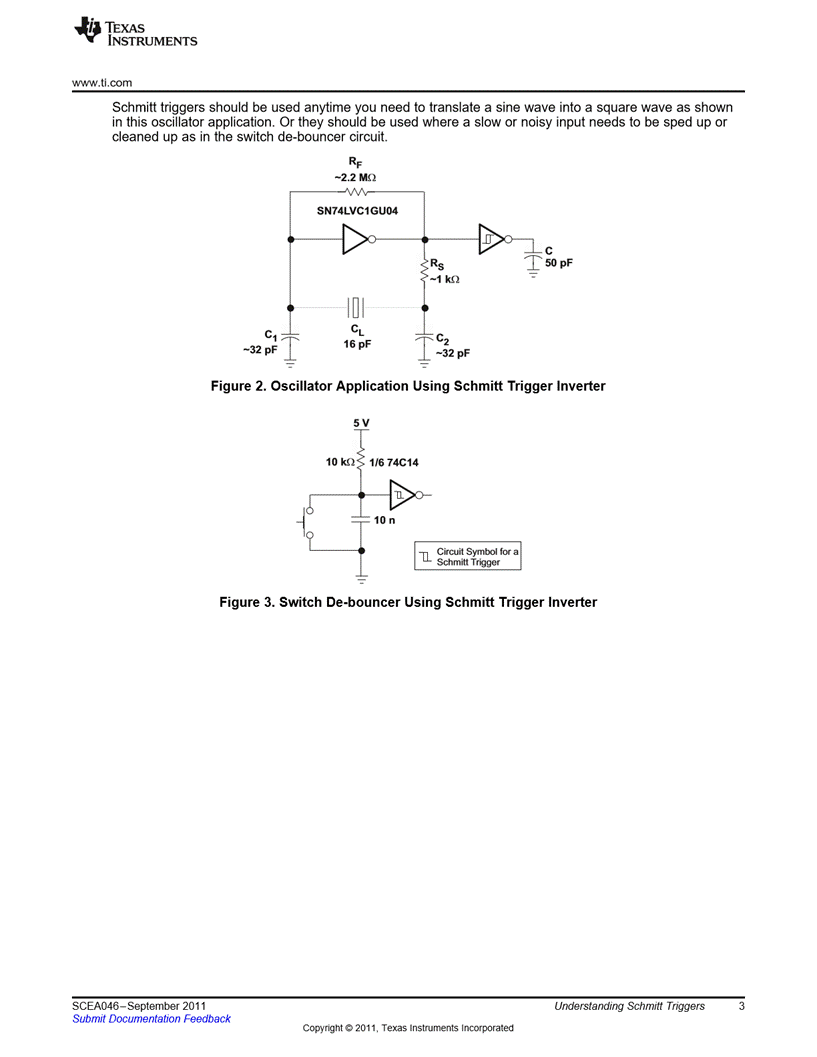 TEXAS
INSTRUMENTS
www.ti.com
Schmitt triggers should be used anytime you need to translate a sine wave into a square wave as shown
in this oscillator application. Or they should be used where a slow or noisy input needs to be sped up or
cleaned up as in the switch de-bouncer circuit.
RF
~2.2 MΩ
SN74LVC1GU04
C
50 pF
RS
~1 kΩ
C1
~32 pF
CL
16 pF
C2
~32 pF
Figure 2. Oscillator Application Using Schmitt Trigger Inverter
5 V
10 kΩ 1/6 74C14
10 n
Circuit Symbol for a
Schmitt Trigger
Figure 3. Switch De-bouncer Using Schmitt Trigger Inverter
SCEA046–September 2011 Understanding Schmitt Triggers 3
Submit Documentation Feedback
Copyright © 2011, Texas Instruments Incorporated